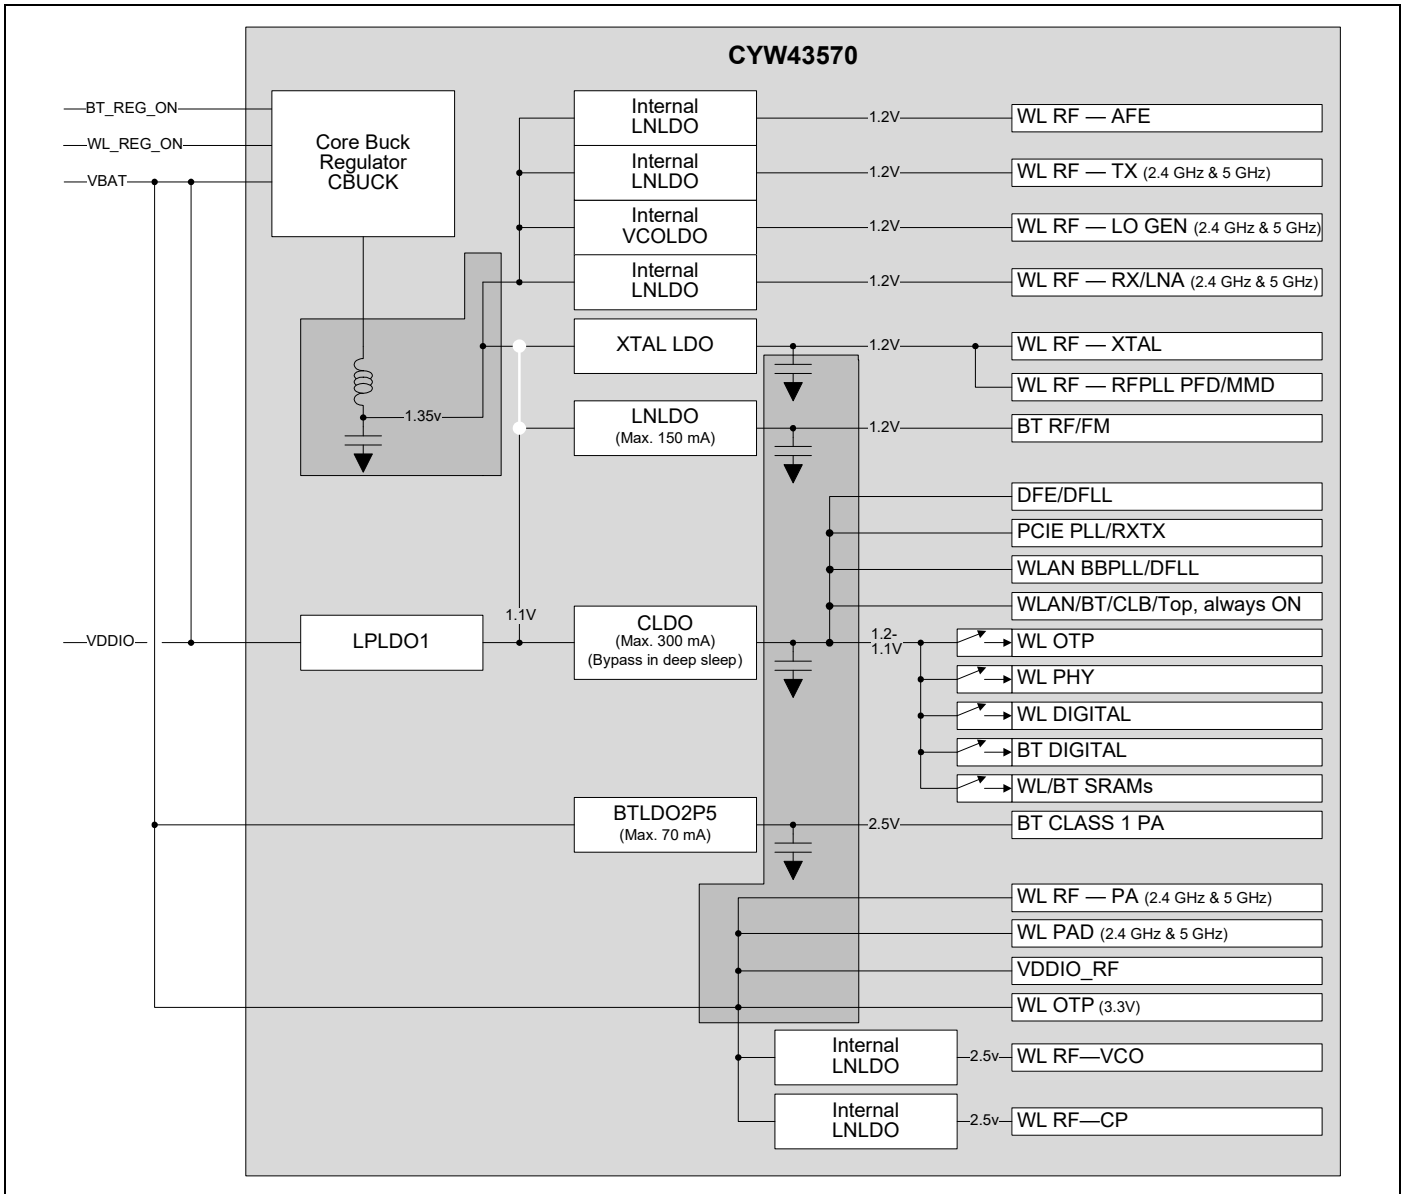 CYW43570
BT_REG_ON
WL_REG_ON
VBAT
Core Buck
Regulator
CBUCK
Internal
LNLDO
1.2V
WL RF — AFE
Internal
LNLDO
1.2V
WL RF — TX (2.4 GHz & 5 GHz)
Internal
VCOLDO
1.2V
WL RF — LO GEN (2.4 GHz & 5 GHz)
Internal
LNLDO
1.2V
WL RF — RX/LNA (2.4 GHz & 5 GHz)
XTAL LDO
1.2V
WL RF — XTAL
WL RF — RFPLL PFD/MMD
1.35v
LNLDO
(Max. 150 mA)
1.2V
BT RF/FM
DFE/DFLL
PCIE PLL/RXTX
WLAN BBPLL/DFLL
WLAN/BT/CLB/Top, always ON
VDDIO
LPLDO1
1.1V
CLDO
(Max. 300 mA)
(Bypass in deep sleep)
1.2-
1.1V
WL OTP
WL PHY
WL DIGITAL
BT DIGITAL
WL/BT SRAMs
BTLDO2P5
(Max. 70 mA)
2.5V
BT CLASS 1 PA
WL RF — PA (2.4 GHz & 5 GHz)
WL PAD (2.4 GHz & 5 GHz)
VDDIO_RF
WL OTP (3.3V)
Internal
LNLDO
2.5v
WL RF—VCO
Internal
LNLDO
2.5v
WL RF—CP